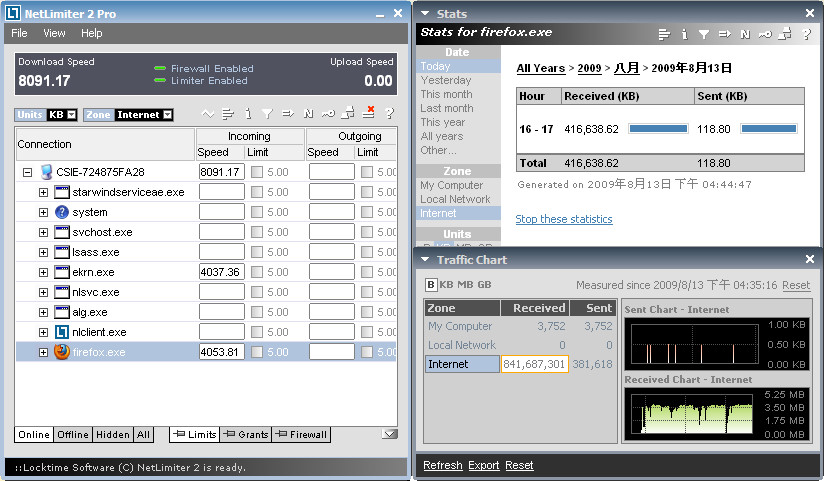 NetLimiter 2 Pro
File View Help
Download Speed Upload Speed
8091.17 0.00
Firewall Enabled
Limiter Enabled
Units KB Zone Internet
Connection
Incoming Outgoing
Speed Limit Speed Limit
CSIE-724875FA28 8091.17 5.00 5.00
starwindserviceae.exe 5.00 5.00
system 5.00 5.00
svchost.exe 5.00 5.00
lsass.exe 5.00 5.00
ekrn.exe 4037.36 5.00 5.00
nlsvc.exe 5.00 5.00
alg.exe 5.00 5.00
nlclient.exe 5.00 5.00
firefox.exe 4053.81 5.00 5.00
Online Offline Hidden All Limits Grants Firewall
::Locktime Software (C) NetLimiter 2 is ready.
Stats
Stats for firefox.exe
Date
Today
Yesterday
This month
Last month
This year
All years
Other...
Zone
My Computer
Local Network
Internet
Units
All Years > 2009 > 八月 > 2009年8月13日
Hour Received (KB) Sent (KB)
16 - 17 416,638.62 118.80
Total 416,638.62 118.80
Generated on 2009年8月13日 下午 04:44:47
Stop these statistics
Traffic Chart
B KB MB GB Measured since 2009/8/13 下午 04:35:16 Reset
Zone Received Sent
My Computer 3,752 3,752
Local Network 0 0
Internet 841,687,301 381,618
Sent Chart - Internet
1.00 KB
0.50 KB
0.00 KB
Received Chart - Internet
5.25 MB
3.50 MB
1.75 MB
0.00 MB
Refresh Export Reset